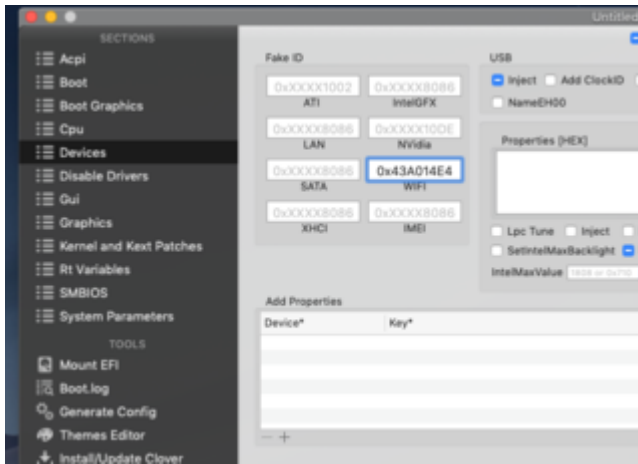 Untitled
SECTIONS
Acpi
Boot
Boot Graphics
Cpu
Devices
Disable Drivers
Gui
Graphics
Kernel and Kext Patches
Rt Variables
SMBIOS
System Parameters
TOOLS
Mount EFI
Boot.log
Generate Config
Themes Editor
Install/Update Clover
Fake ID
0xXXXX1002 0xXXXX8086
ATI IntelGFX
0xXXXX8086 0xXXXX10DE
LAN NVidia
0xXXXX8086 0x43A014E4
SATA WIFI
0xXXXX8086 0xXXXX8086
XHCI IMEI
USB
Inject Add ClockID
NameEH00
Properties [HEX]
Lpc Tune Inject
SetIntelMaxBacklight
IntelMaxValue 1808 or 0x710
Add Properties
Device* Key*